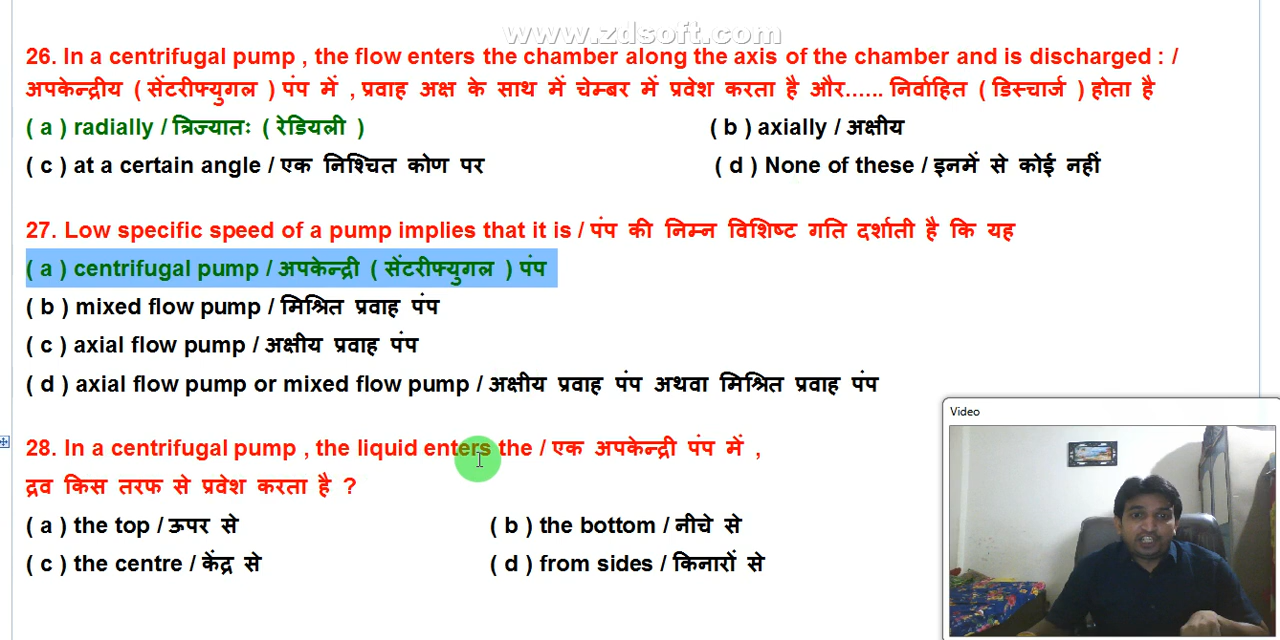 www.zdsoft.com
26. In a centrifugal pump , the flow enters the chamber along the axis of the chamber and is discharged : /
अपकेन्द्रीय ( सेंटरीफ्युगल ) पंप में , प्रवाह अक्ष के साथ में चेम्बर में प्रवेश करता है और...... निर्वाहित ( डिस्चार्ज ) होता है
( a ) radially / त्रिज्यातः ( रेडियली ) ( b ) axially / अक्षीय
( c ) at a certain angle / एक निश्चित कोण पर ( d ) None of these / इनमें से कोई नहीं
27. Low specific speed of a pump implies that it is / पंप की निम्न विशिष्ट गति दर्शाती है कि यह
( a ) centrifugal pump / अपकेन्द्री ( सेंटरीफ्युगल ) पंप
( b ) mixed flow pump / मिश्रित प्रवाह पंप
( c ) axial flow pump / अक्षीय प्रवाह पंप
( d ) axial flow pump or mixed flow pump / अक्षीय प्रवाह पंप अथवा मिश्रित प्रवाह पंप
Video
28. In a centrifugal pump , the liquid enters the / एक अपकेन्द्री पंप में ,
द्रव किस तरफ से प्रवेश करता है ?
( a ) the top / ऊपर से ( b ) the bottom / नीचे से
( c ) the centre / केंद्र से ( d ) from sides / किनारों से